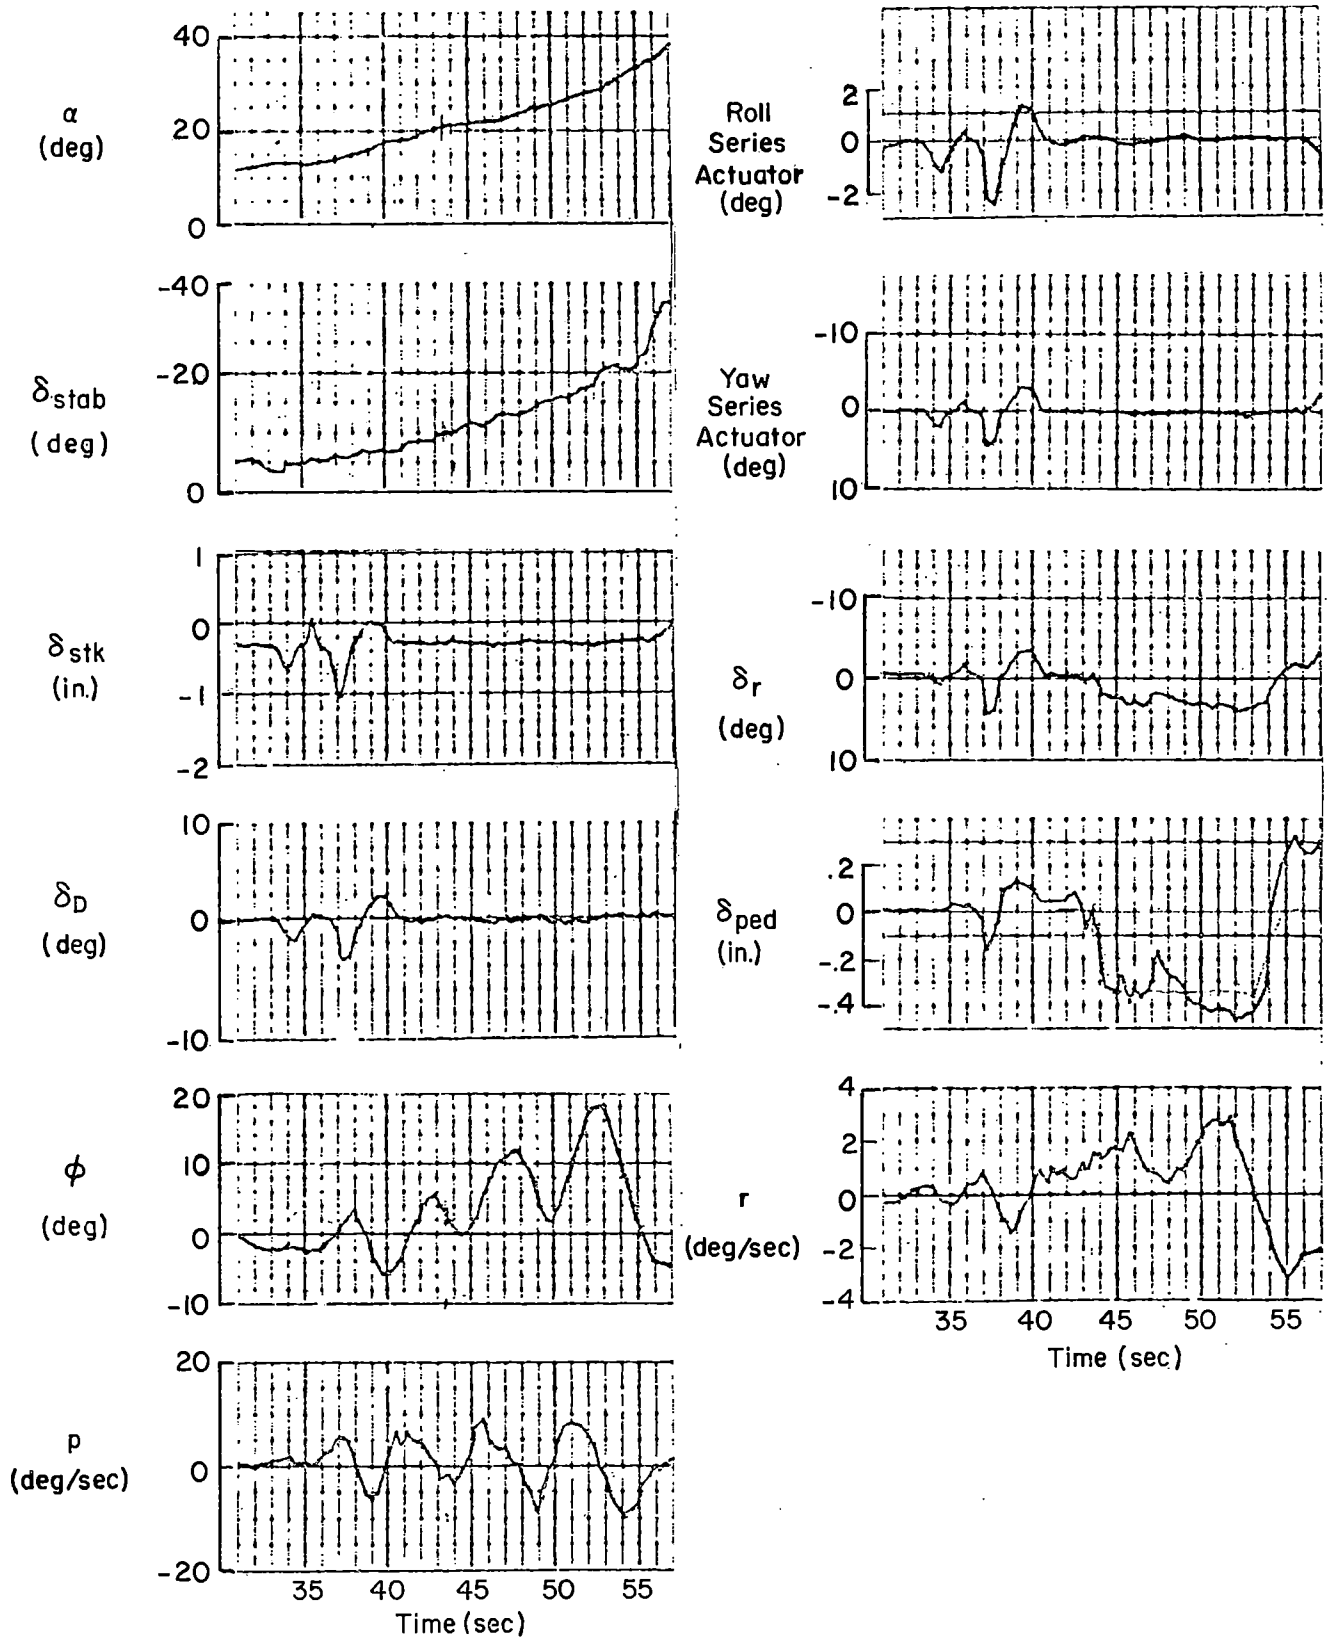 40
20
0
α
(deg)
-40
-20
0
δstab
(deg)
1
0
-1
-2
δstk
(in.)
10
0
-10
δD
(deg)
20
10
0
-10
ϕ
(deg)
20
0
-20
p
(deg/sec)
35 40 45 50 55
Time (sec)
2
0
-2
Roll
Series
Actuator
(deg)
-10
0
10
Yaw
Series
Actuator
(deg)
-10
0
10
δr
(deg)
.2
0
-.2
-.4
δped
(in.)
4
2
0
-2
-4
r
(deg/sec)
35 40 45 50 55
Time (sec)